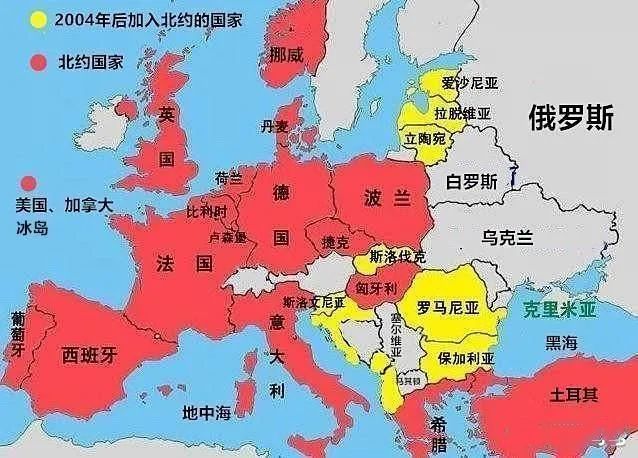 2004年后加入北约的国家
北约国家
挪威
爱沙尼亚
拉脱维亚
立陶宛
俄罗斯
英国
丹麦
白罗斯
荷兰
德国
波兰
美国、加拿大
冰岛
比利时
卢森堡
捷克
乌克兰
法国
斯洛伐克
匈牙利
斯洛文尼亚
罗马尼亚
克里米亚
葡萄牙
西班牙
意大利
塞尔维亚
黑海
保加利亚
马其顿
土耳其
地中海
希腊